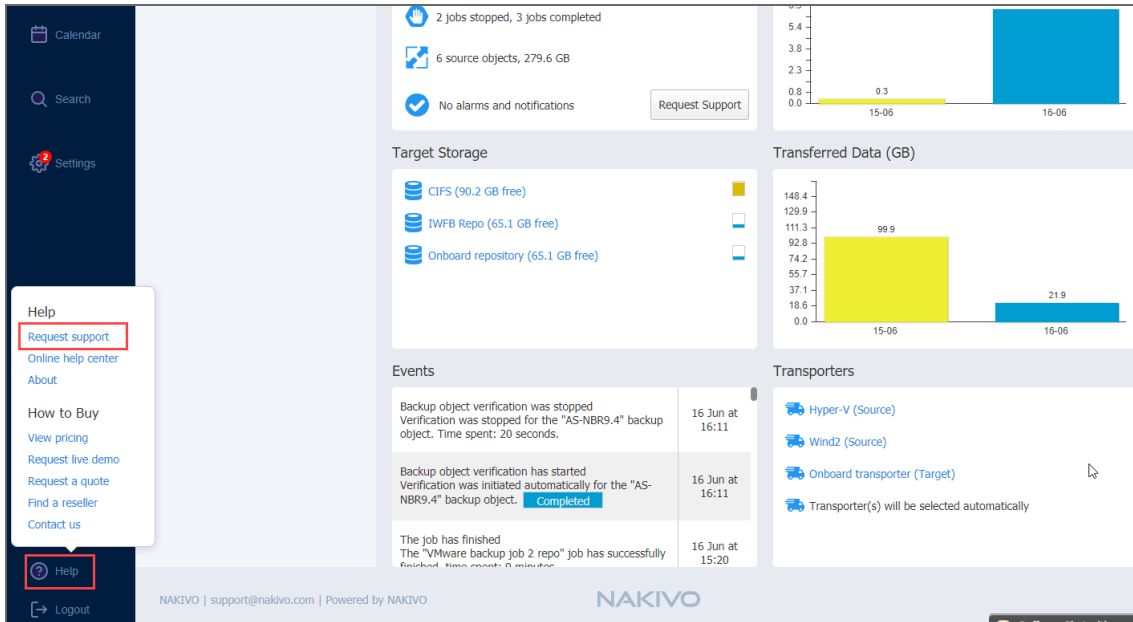 Calendar
Search
2
Settings
Help
Request support
Online help center
About
How to Buy
View pricing
Request live demo
Request a quote
Find a reseller
Contact us
Help
Logout
2 jobs stopped, 3 jobs completed
6 source objects, 279.6 GB
No alarms and notifications
Request Support
5.4
3.8
2.3
0.8
0.0
0.3
15-06
16-06
Target Storage
CIFS (90.2 GB free)
IWFB Repo (65.1 GB free)
Onboard repository (65.1 GB free)
Transferred Data (GB)
148.4
129.9
111.3
92.8
74.2
55.7
37.1
18.6
0.0
99.9
21.9
15-06
16-06
Events
Backup object verification was stopped
Verification was stopped for the "AS-NBR9.4" backup
object. Time spent: 20 seconds.
16 Jun at
16:11
Backup object verification has started
Verification was initiated automatically for the "AS-
NBR9.4" backup object. Completed
16 Jun at
16:11
The job has finished
The "VMware backup job 2 repo" job has successfully
finished, time spent: 9 minutes
16 Jun at
15:20
Transporters
Hyper-V (Source)
Wind2 (Source)
Onboard transporter (Target)
Transporter(s) will be selected automatically
NAKIVO | support@nakivo.com | Powered by NAKIVO
NAKIVO